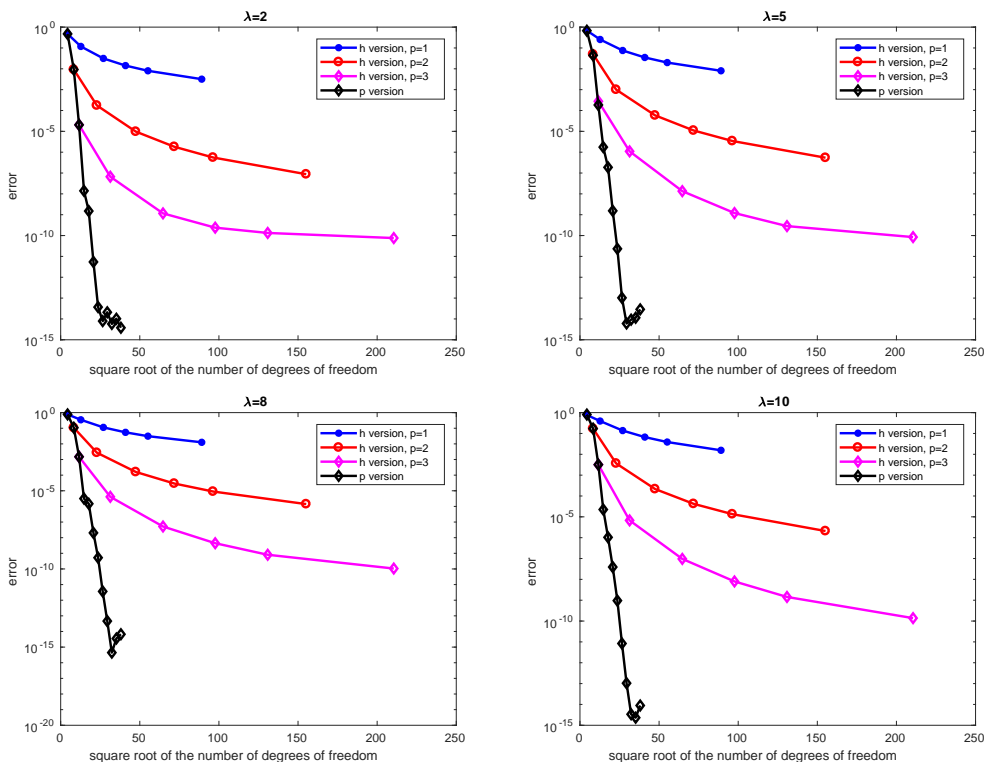 λ=2
10^0
10^-5
10^-10
10^-15
error
0 50 100 150 200 250
square root of the number of degrees of freedom
h version, p=1
h version, p=2
h version, p=3
p version
λ=5
10^0
10^-5
10^-10
10^-15
error
0 50 100 150 200 250
square root of the number of degrees of freedom
h version, p=1
h version, p=2
h version, p=3
p version
λ=8
10^0
10^-5
10^-10
10^-15
10^-20
error
0 50 100 150 200 250
square root of the number of degrees of freedom
h version, p=1
h version, p=2
h version, p=3
p version
λ=10
10^0
10^-5
10^-10
10^-15
error
0 50 100 150 200 250
square root of the number of degrees of freedom
h version, p=1
h version, p=2
h version, p=3
p version